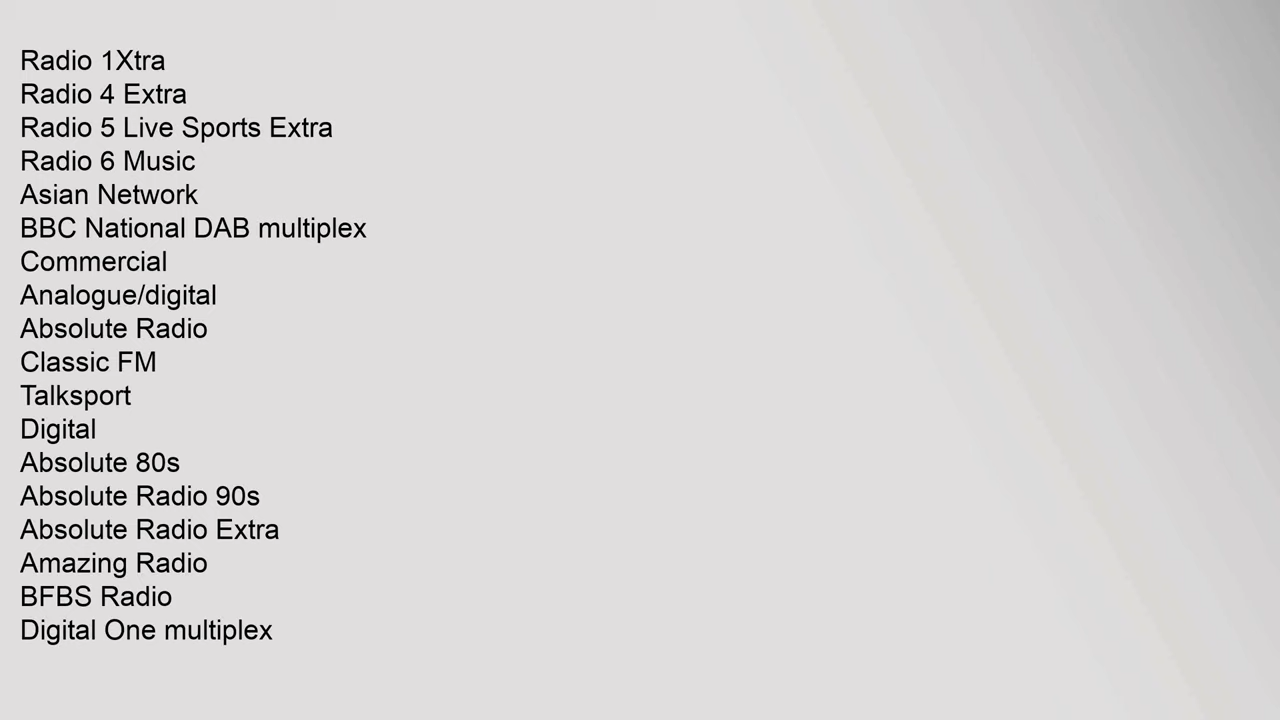 Radio 1Xtra
Radio 4 Extra
Radio 5 Live Sports Extra
Radio 6 Music
Asian Network
BBC National DAB multiplex
Commercial
Analogue/digital
Absolute Radio
Classic FM
Talksport
Digital
Absolute 80s
Absolute Radio 90s
Absolute Radio Extra
Amazing Radio
BFBS Radio
Digital One multiplex